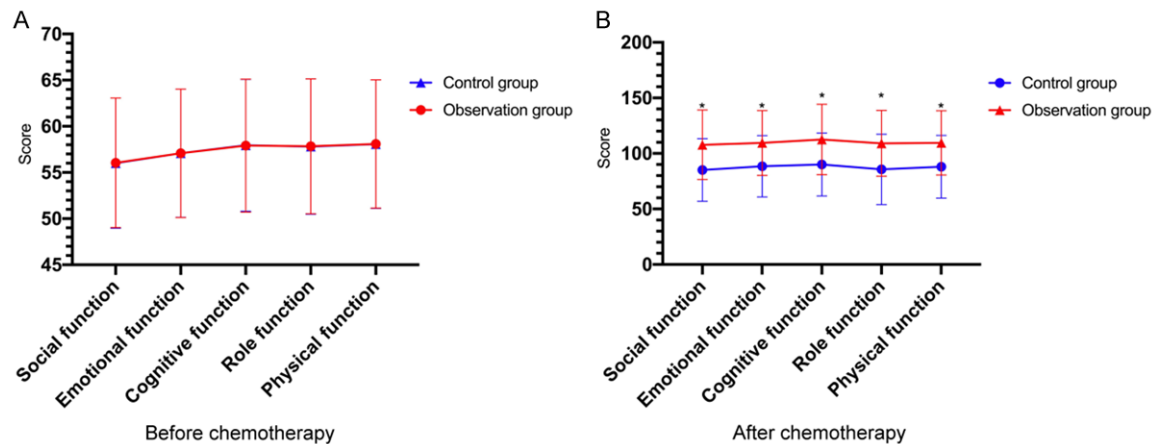 A
70
65
60
55
50
45
Score
Social function
Emotional function
Cognitive function
Role function
Physical function
Before chemotherapy
Control group
Observation group
B
200
150
100
50
0
Score
* * * * *
Social function
Emotional function
Cognitive function
Role function
Physical function
After chemotherapy
Control group
Observation group